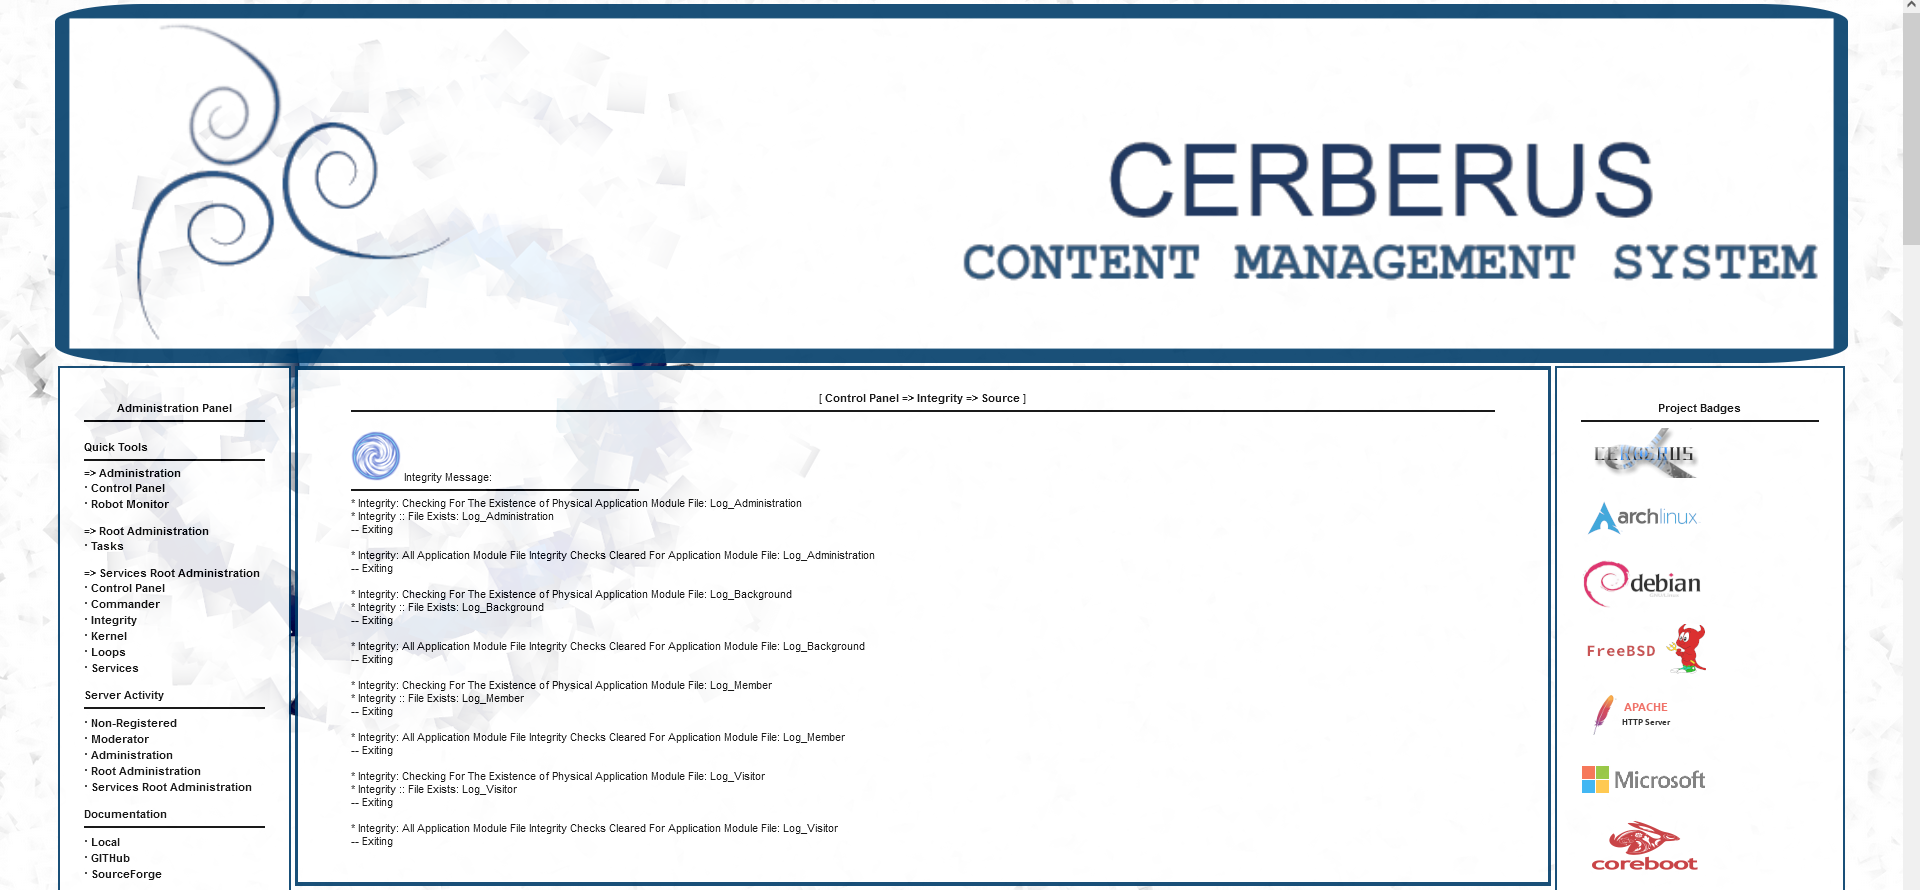 CERBERUS
CONTENT MANAGEMENT SYSTEM
Administration Panel
Quick Tools
=> Administration
· Control Panel
· Robot Monitor
=> Root Administration
· Tasks
=> Services Root Administration
· Control Panel
· Commander
· Integrity
· Kernel
· Loops
· Services
Server Activity
· Non-Registered
· Moderator
· Administration
· Root Administration
· Services Root Administration
Documentation
· Local
· GITHub
· SourceForge
[ Control Panel => Integrity => Source ]
Integrity Message:
* Integrity: Checking For The Existence of Physical Application Module File: Log_Administration
* Integrity :: File Exists: Log_Administration
-- Exiting
* Integrity: All Application Module File Integrity Checks Cleared For Application Module File: Log_Administration
-- Exiting
* Integrity: Checking For The Existence of Physical Application Module File: Log_Background
* Integrity :: File Exists: Log_Background
-- Exiting
* Integrity: All Application Module File Integrity Checks Cleared For Application Module File: Log_Background
-- Exiting
* Integrity: Checking For The Existence of Physical Application Module File: Log_Member
* Integrity :: File Exists: Log_Member
-- Exiting
* Integrity: All Application Module File Integrity Checks Cleared For Application Module File: Log_Member
-- Exiting
* Integrity: Checking For The Existence of Physical Application Module File: Log_Visitor
* Integrity :: File Exists: Log_Visitor
-- Exiting
* Integrity: All Application Module File Integrity Checks Cleared For Application Module File: Log_Visitor
-- Exiting
Project Badges
CERBERUS
archlinux
debian
FreeBSD
APACHE
HTTP Server
Microsoft
coreboot